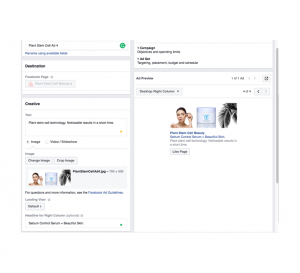 Plant Stem Cell Ad 4
Rename using available fields
Destination
Facebook Page
Creative
Text
Plant stem cell technology. Noticeable results in a short time.
Image
Video / Slideshow
Image
Change Image
Crop Image
PlantStemCellAd4.jpg
For questions and more information, see the Facebook Ad Guidelines.
Landing View
Default
Headline for Right Column (optional)
Sebum Control Serum = Beautiful Skin.
Campaign
Objectives and spending limits
Ad Set
Targeting, placement, budget and schedule
Ad Preview
1 of 1 Ad
Desktop Right Column
4 of 4
Plant Stem Cell Beauty
Sebum Control Serum = Beautiful Skin.
Plant stem cell technology. Noticeable results in a short time.
Like Page